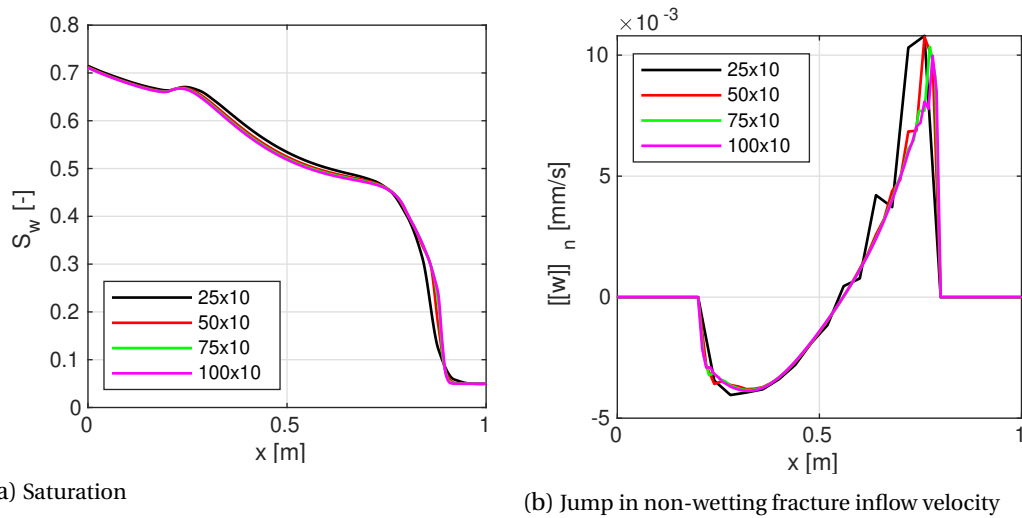 0.8
0.7
0.6
0.5
0.4
0.3
0.2
0.1
0
S_w [-]
25x10
50x10
75x10
100x10
0
0.5
1
x [m]
a) Saturation
× 10⁻³
10
5
0
-5
[[w]]_n [mm/s]
25x10
50x10
75x10
100x10
0
0.5
1
x [m]
(b) Jump in non-wetting fracture inflow velocity